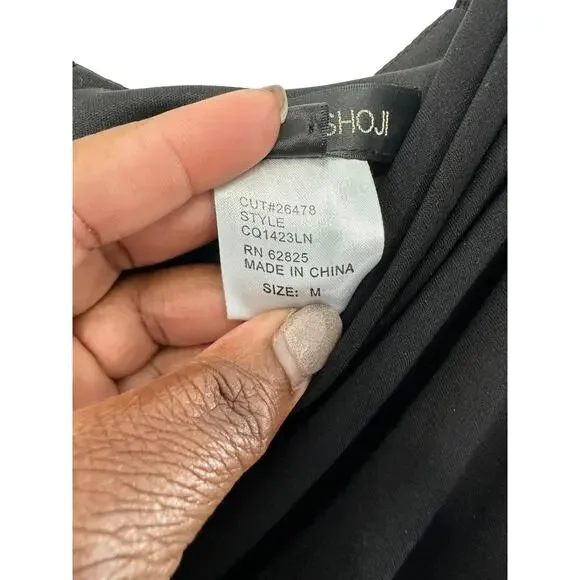 SHOJI
CUT#26478
STYLE
CQ1423LN
RN 62825
MADE IN CHINA
SIZE: M